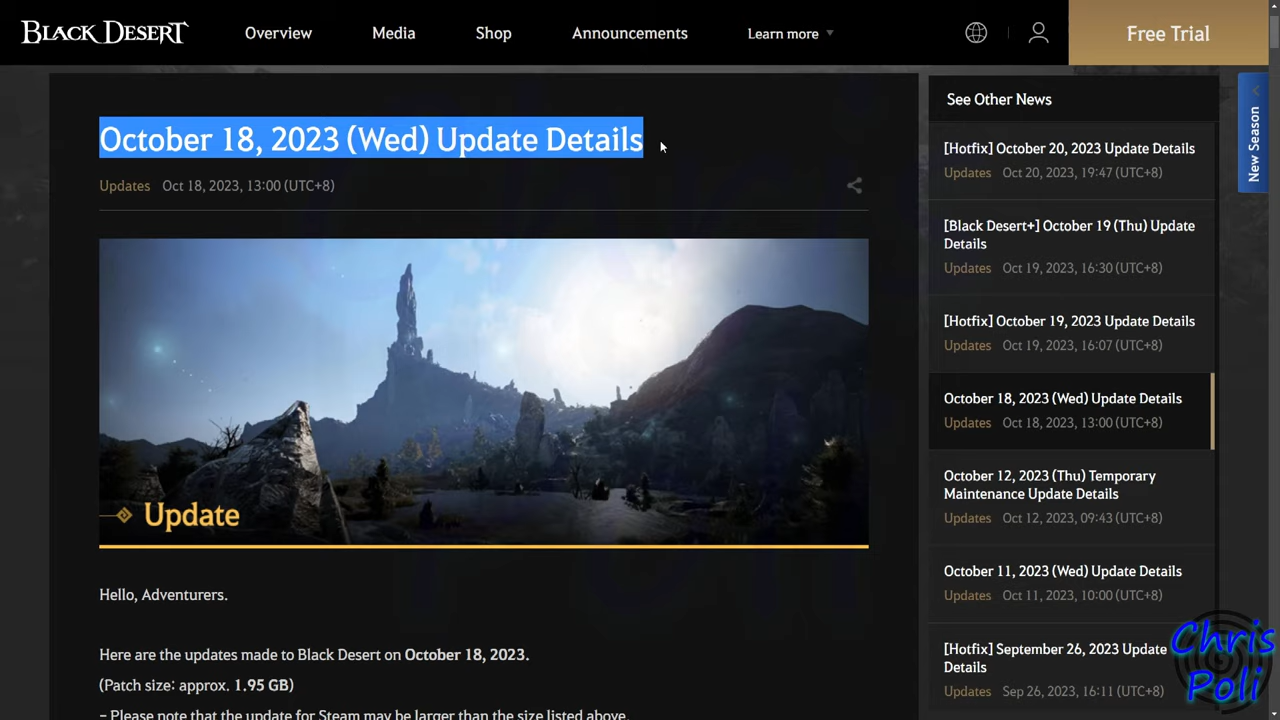 BLACK DESERT
Overview
Media
Shop
Announcements
Learn more
Free Trial
October 18, 2023 (Wed) Update Details
Updates Oct 18, 2023, 13:00 (UTC+8)
Update
Hello, Adventurers.
Here are the updates made to Black Desert on October 18, 2023.
(Patch size: approx. 1.95 GB)
– Please note that the update for Steam may be larger than the size listed above.
See Other News
[Hotfix] October 20, 2023 Update Details
Updates Oct 20, 2023, 19:47 (UTC+8)
[Black Desert+] October 19 (Thu) Update
Details
Updates Oct 19, 2023, 16:30 (UTC+8)
[Hotfix] October 19, 2023 Update Details
Updates Oct 19, 2023, 16:07 (UTC+8)
October 18, 2023 (Wed) Update Details
Updates Oct 18, 2023, 13:00 (UTC+8)
October 12, 2023 (Thu) Temporary
Maintenance Update Details
Updates Oct 12, 2023, 09:43 (UTC+8)
October 11, 2023 (Wed) Update Details
Updates Oct 11, 2023, 10:00 (UTC+8)
[Hotfix] September 26, 2023 Update
Details
Updates Sep 26, 2023, 16:11 (UTC+8)
New Season
Chris
Poli